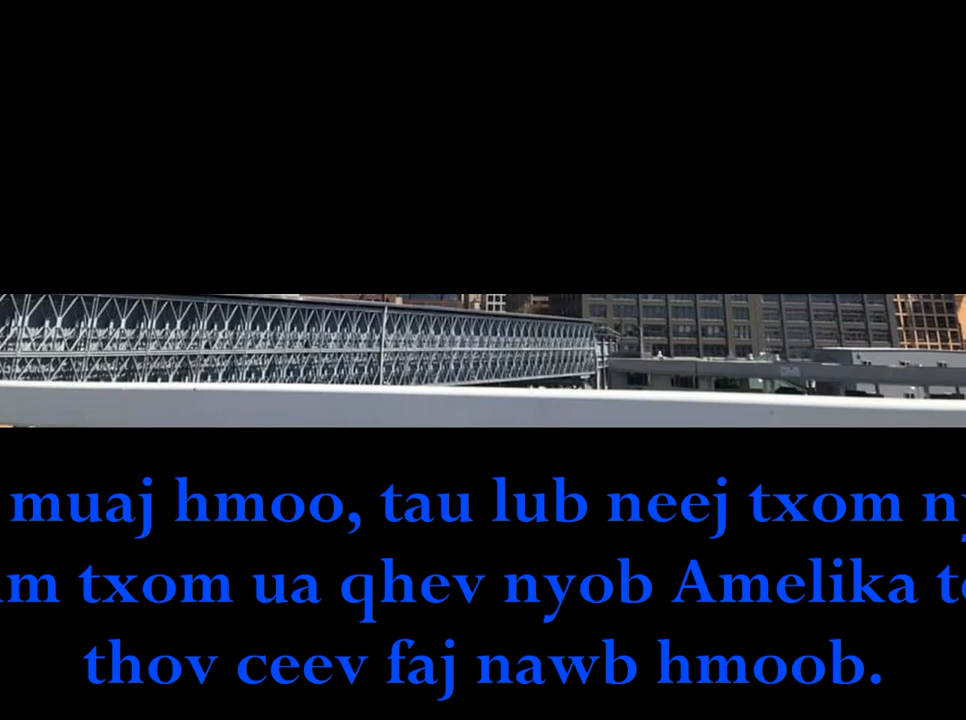 muaj hmoo, tau lub neej txom
txom ua qhev nyob Amelika
thov ceev faj nawb hmoob.